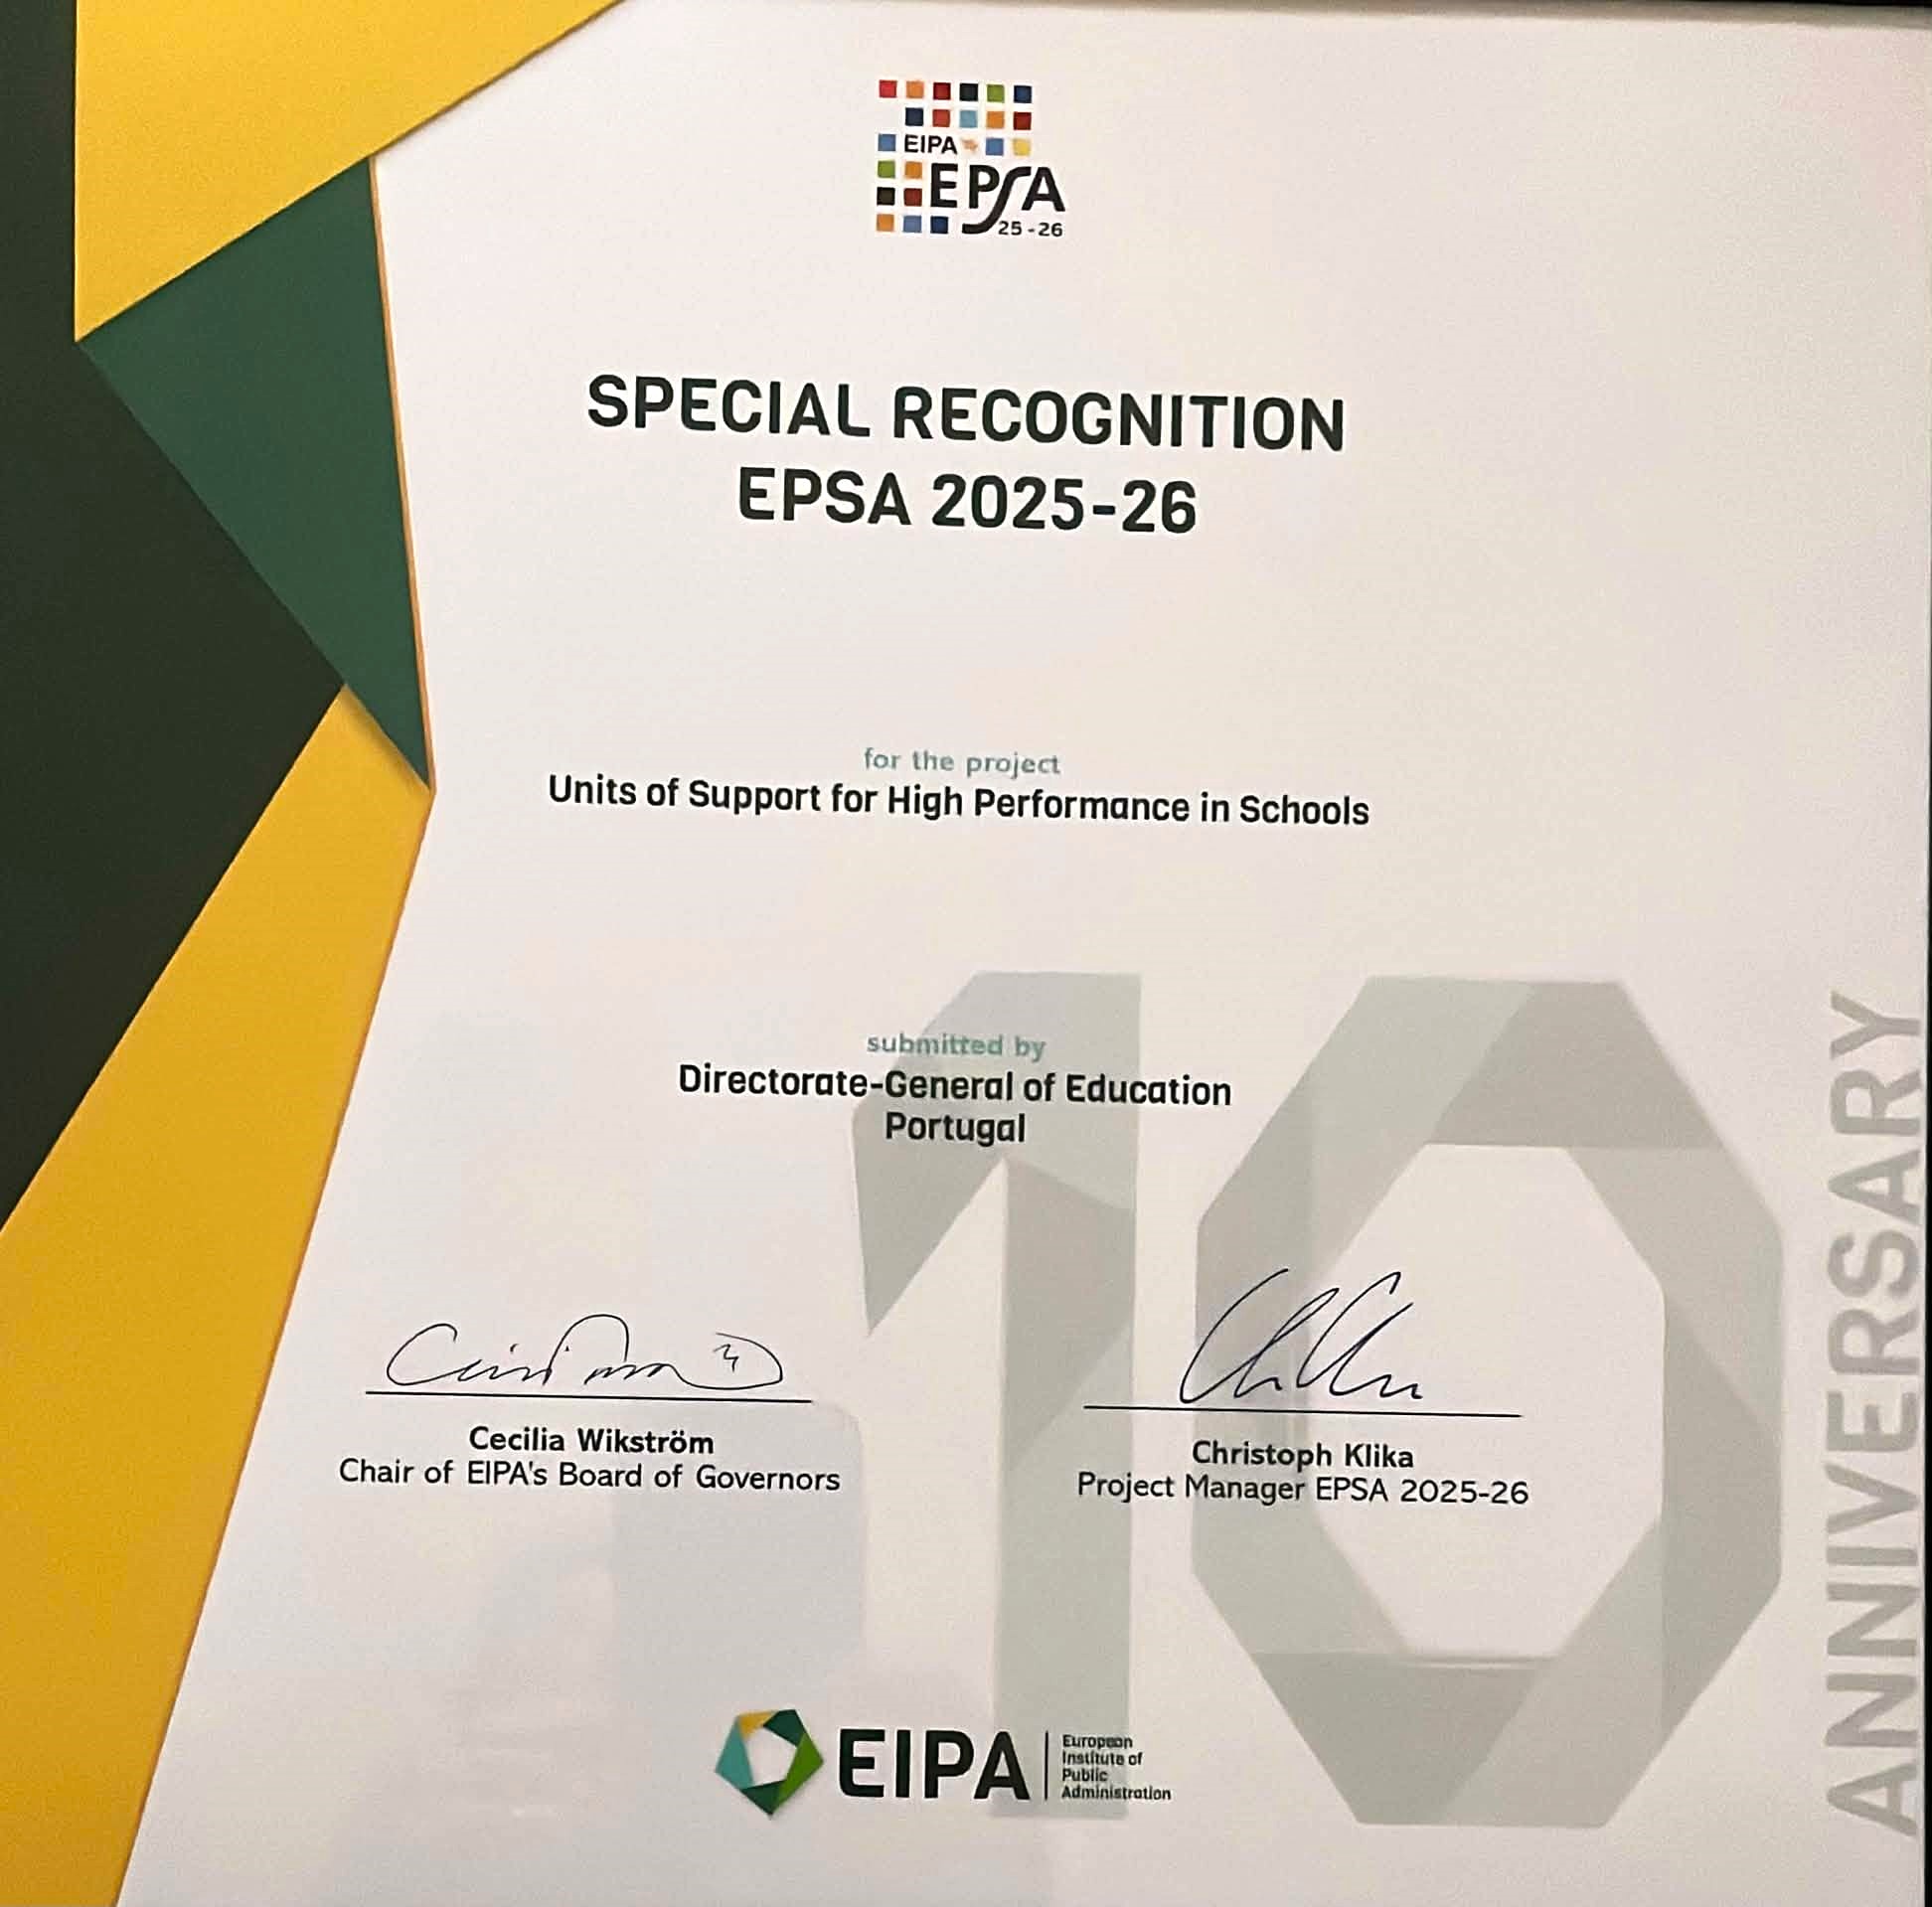 EIPA
EPSA
25-26
SPECIAL RECOGNITION
EPSA 2025-26
for the project
Units of Support for High Performance in Schools
submitted by
Directorate-General of Education
Portugal
Cecilia Wikström
Chair of EIPA's Board of Governors
Christoph Klika
Project Manager EPSA 2025-26
10
ANNIVERSARY
EIPA
European
Institute of
Public
Administration